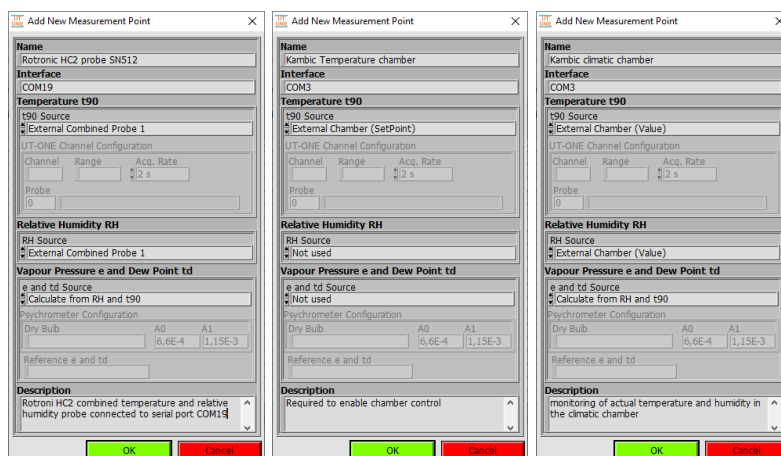 UT ONE Add New Measurement Point
Name
Rotronic HC2 probe SN512
Interface
COM19
Temperature t90
t90 Source
External Combined Probe 1
UT-ONE Channel Configuration
Channel Range Acq. Rate
2 s
Probe
0
Relative Humidity RH
RH Source
External Combined Probe 1
Vapour Pressure e and Dew Point td
e and td Source
Calculate from RH and t90
Psychrometer Configuration
Dry Bulb A0 A1
6,6E-4 1,15E-3
Reference e and td
Description
Rotroni HC2 combined temperature and relative
humidity probe connected to serial port COM19
OK Cancel
UT ONE Add New Measurement Point
Name
Kambic Temperature chamber
Interface
COM3
Temperature t90
t90 Source
External Chamber (SetPoint)
UT-ONE Channel Configuration
Channel Range Acq. Rate
2 s
Probe
0
Relative Humidity RH
RH Source
Not used
Vapour Pressure e and Dew Point td
e and td Source
Not used
Psychrometer Configuration
Dry Bulb A0 A1
6,6E-4 1,15E-3
Reference e and td
Description
Required to enable chamber control
OK Cancel
UT ONE Add New Measurement Point
Name
Kambic climatic chamber
Interface
COM3
Temperature t90
t90 Source
External Chamber (Value)
UT-ONE Channel Configuration
Channel Range Acq. Rate
2 s
Probe
0
Relative Humidity RH
RH Source
External Chamber (Value)
Vapour Pressure e and Dew Point td
e and td Source
Calculate from RH and t90
Psychrometer Configuration
Dry Bulb A0 A1
6,6E-4 1,15E-3
Reference e and td
Description
monitoring of actual temperature and humidity in
the climatic chamber
OK Cancel